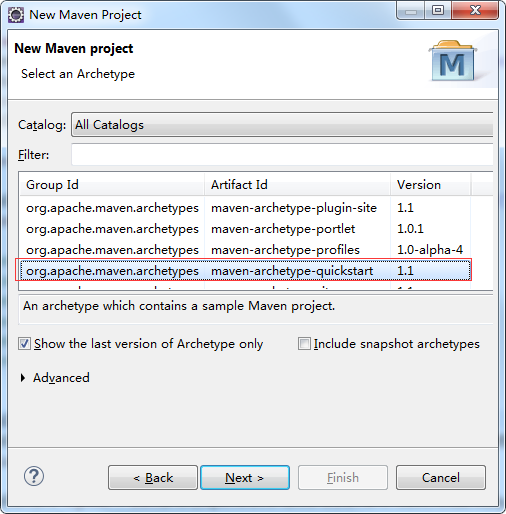 New Maven Project
New Maven project
Select an Archetype
M
Catalog: All Catalogs
Filter:
Group Id Artifact Id Version
org.apache.maven.archetypes maven-archetype-plugin-site 1.1
org.apache.maven.archetypes maven-archetype-portlet 1.0.1
org.apache.maven.archetypes maven-archetype-profiles 1.0-alpha-4
org.apache.maven.archetypes maven-archetype-quickstart 1.1
An archetype which contains a sample Maven project.
Show the last version of Archetype only Include snapshot archetypes
Advanced
? < Back Next > Finish Cancel